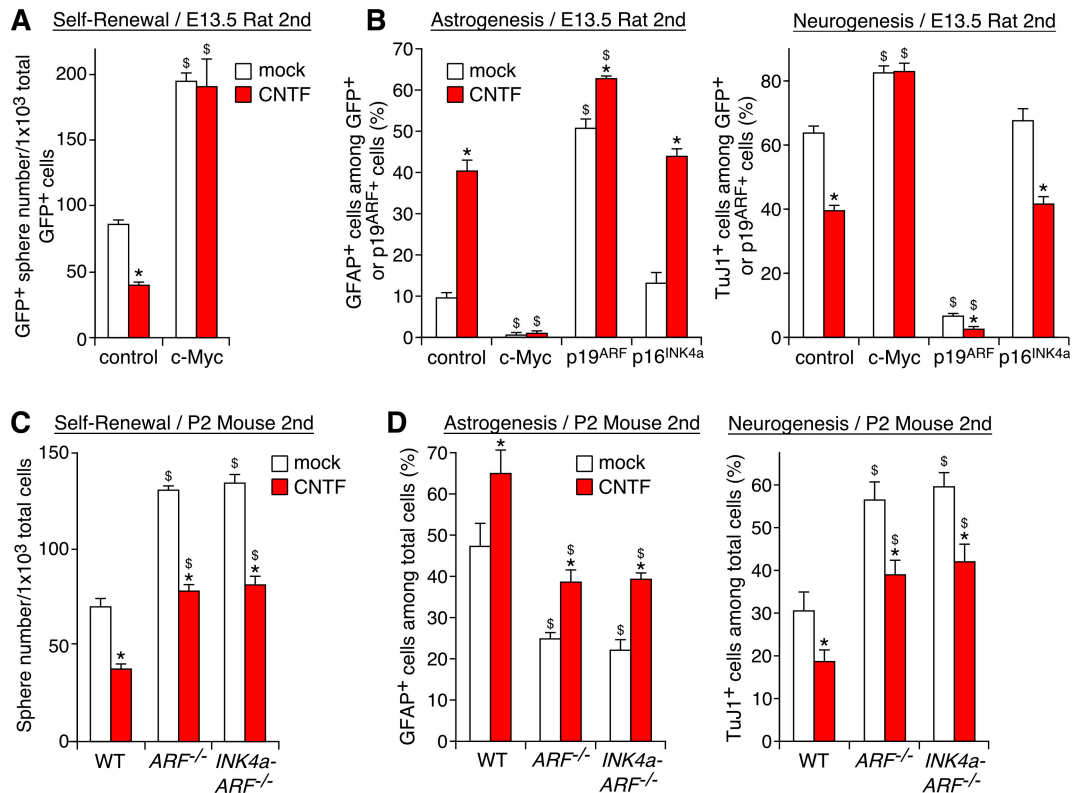 A
Self-Renewal / E13.5 Rat 2nd
GFP+ sphere number/1x10³ total
GFP+ cells
200
150
100
50
0
mock
CNTF
$
$
*
control
c-Myc
B
Astrogenesis / E13.5 Rat 2nd
GFAP+ cells among GFP+
or p19ARF+ cells (%)
70
60
50
40
30
20
10
0
mock
CNTF
*
$ $
$
$
*
*
control
c-Myc
p19ARF
p16INK4a
Neurogenesis / E13.5 Rat 2nd
TuJ1+ cells among GFP+
or p19ARF+ cells (%)
80
60
40
20
0
*
$ $
$ $
*
*
control
c-Myc
p19ARF
p16INK4a
C
Self-Renewal / P2 Mouse 2nd
Sphere number/1x10³ total cells
150
100
50
0
mock
CNTF
*
$
$
*
$
$
*
WT
ARF-/-
INK4a-
ARF-/-
D
Astrogenesis / P2 Mouse 2nd
GFAP+ cells among total cells (%)
70
60
50
40
30
20
10
0
mock
CNTF
*
$
$
*
$
$
*
WT
ARF-/-
INK4a-
ARF-/-
Neurogenesis / P2 Mouse 2nd
TuJ1+ cells among total cells (%)
60
50
40
30
20
10
0
*
$
$
*
$
$
*
WT
ARF-/-
INK4a-
ARF-/-